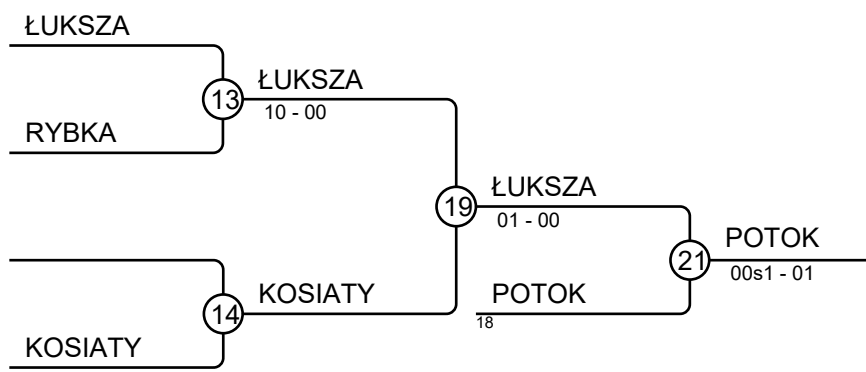 ŁUKSZA
13
ŁUKSZA
10 - 00
RYBKA
19
ŁUKSZA
01 - 00
21
POTOK
00s1 - 01
14
KOSIATY
POTOK
18
KOSIATY